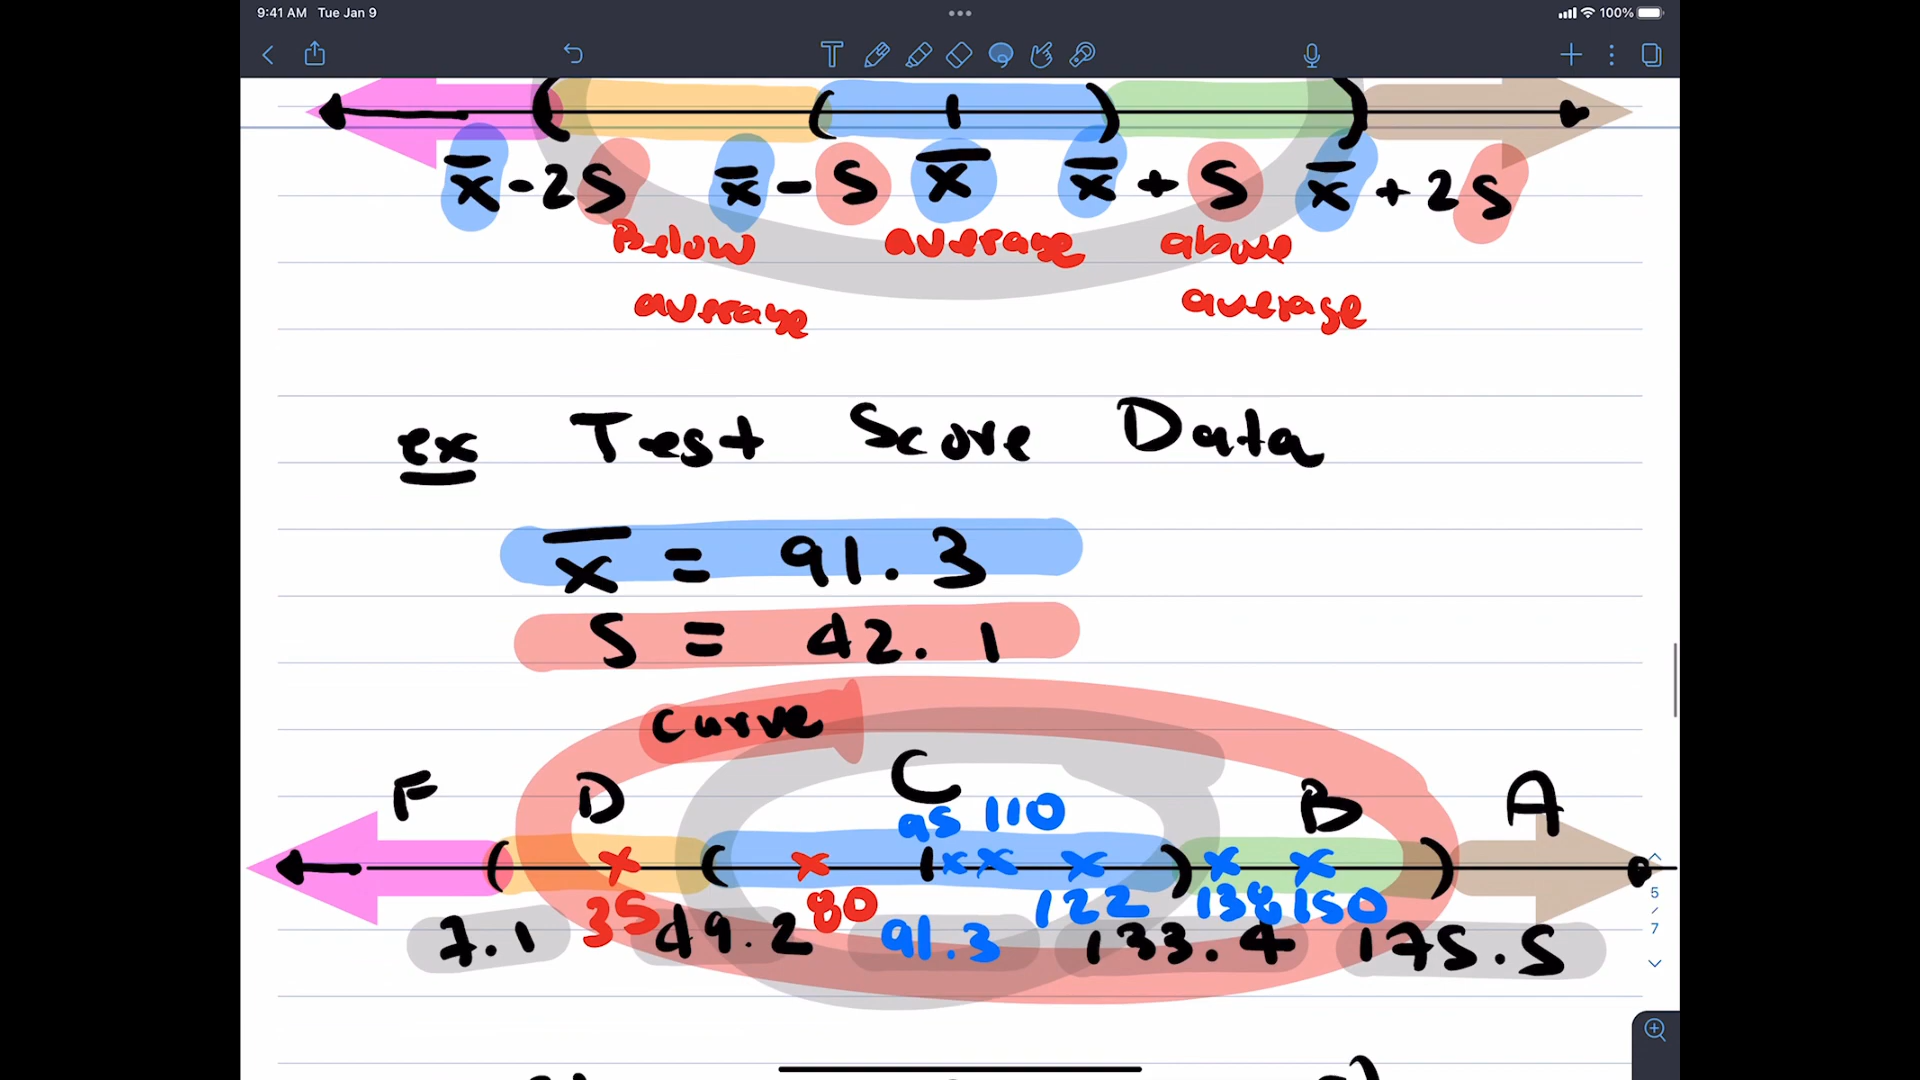 9:41 AM Tue Jan 9
100%
x̄ - 2S x̄ - S x̄ x̄ + S x̄ + 2S
Below average above
average average
ex Test Score Data
x̄ = 91.3
S = 42.1
Curve
F D C B A
95 110
35 80 122 138 150
7.1 49.2 91.3 133.4 175.5
5
7